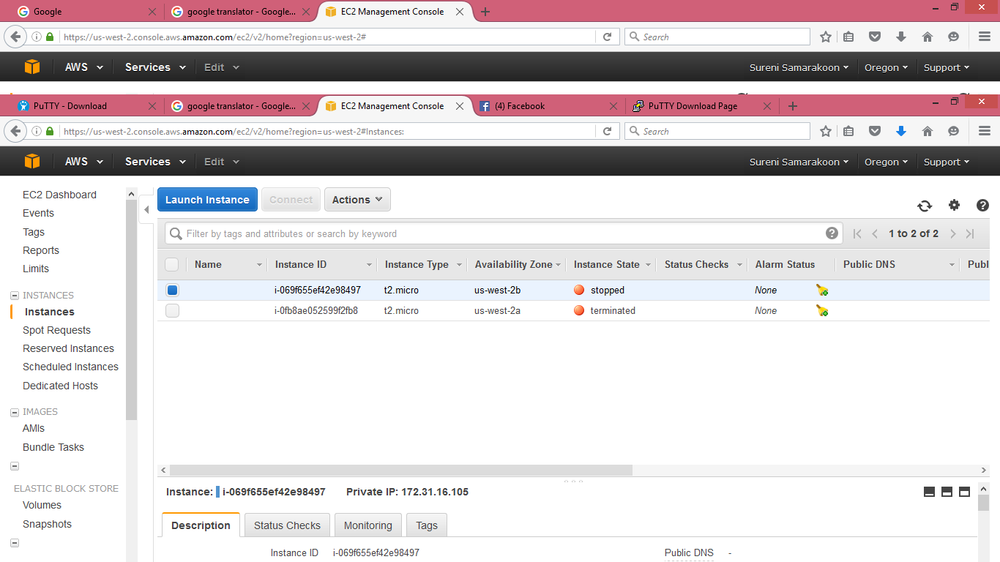 Google
google translator - Google...
EC2 Management Console
https://us-west-2.console.aws.amazon.com/ec2/v2/home?region=us-west-2#
Search
AWS Services Edit Sureni Samarakoon Oregon Support
PuTTY - Download
google translator - Google...
EC2 Management Console
(4) Facebook
PuTTY Download Page
https://us-west-2.console.aws.amazon.com/ec2/v2/home?region=us-west-2#Instances:
Search
AWS Services Edit Sureni Samarakoon Oregon Support
EC2 Dashboard
Events
Tags
Reports
Limits
INSTANCES
Instances
Spot Requests
Reserved Instances
Scheduled Instances
Dedicated Hosts
IMAGES
AMIs
Bundle Tasks
ELASTIC BLOCK STORE
Volumes
Snapshots
Launch Instance Connect Actions
Filter by tags and attributes or search by keyword
1 to 2 of 2
Name Instance ID Instance Type Availability Zone Instance State Status Checks Alarm Status Public DNS Publ
i-069f655ef42e98497 t2.micro us-west-2b stopped None
i-0fb8ae052599f2fb8 t2.micro us-west-2a terminated None
Instance: i-069f655ef42e98497 Private IP: 172.31.16.105
Description Status Checks Monitoring Tags
Instance ID i-069f655ef42e98497 Public DNS -